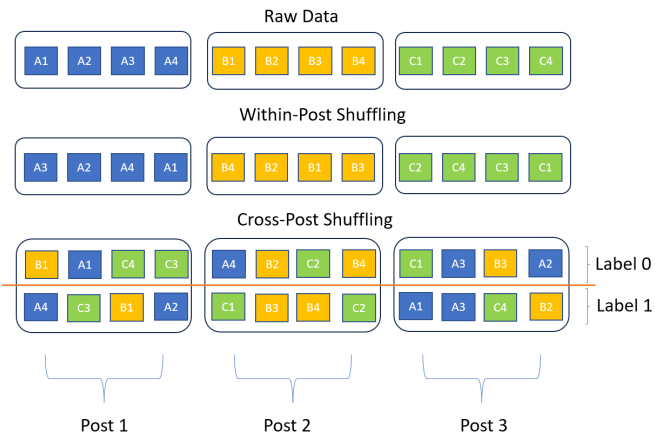 Raw Data
A1 A2 A3 A4 B1 B2 B3 B4 C1 C2 C3 C4
Within-Post Shuffling
A3 A2 A4 A1 B4 B2 B1 B3 C2 C4 C3 C1
Cross-Post Shuffling
B1 A1 C4 C3 A4 B2 C2 B4 C1 A3 B3 A2 Label 0
A4 C3 B1 A2 C1 B3 B4 C2 A1 A3 C4 B2 Label 1
Post 1 Post 2 Post 3